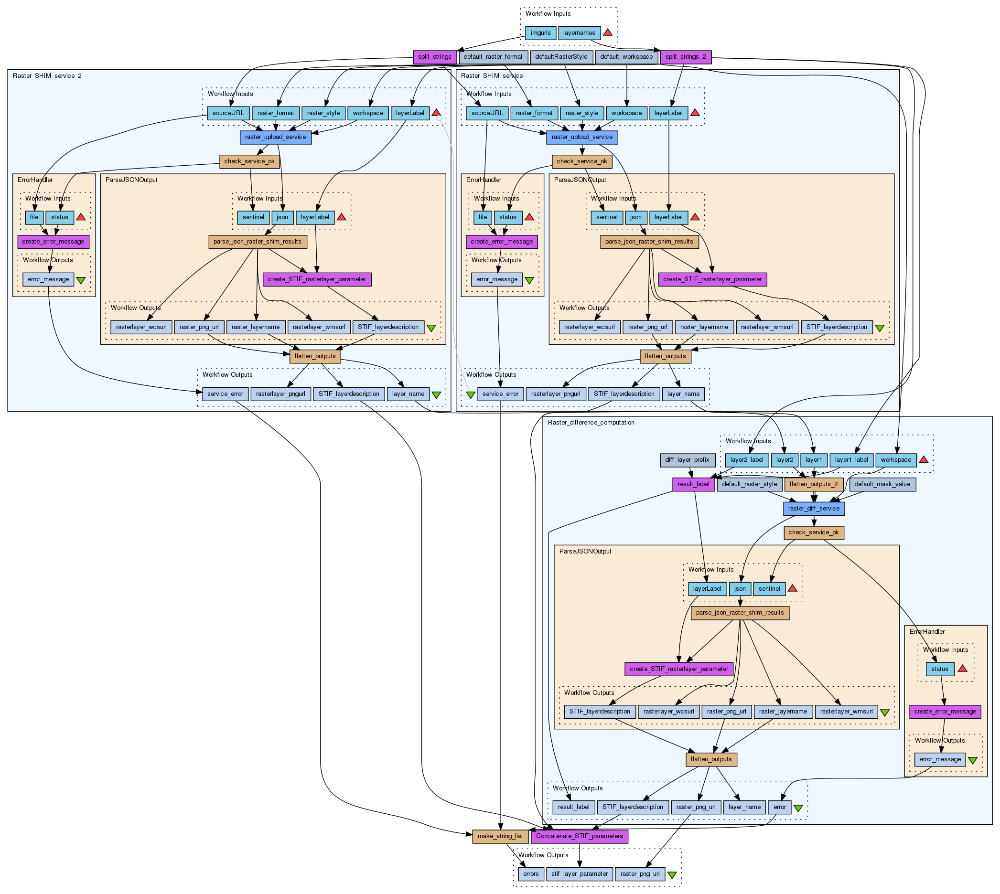 Workflow Inputs
imgurls
layernames
split_strings
default_raster_format
defaultRasterStyle
default_workspace
split_strings_2
Raster_SHIM_service_2
Workflow Inputs
sourceURL
raster_format
raster_style
workspace
layerLabel
raster_upload_service
check_service_ok
ErrorHandler
Workflow Inputs
file
status
create_error_message
Workflow Outputs
error_message
ParseJSONOutput
Workflow Inputs
sentinel
json
layerLabel
parse_json_raster_shim_results
create_STIF_rasterlayer_parameter
Workflow Outputs
rasterlayer_wcsurl
raster_png_url
raster_layername
rasterlayer_wmsurl
STIF_layerdescription
flatten_outputs
Workflow Outputs
service_error
rasterlayer_pngurl
STIF_layerdescription
layer_name
Raster_SHIM_service
Workflow Inputs
sourceURL
raster_format
raster_style
workspace
layerLabel
raster_upload_service
check_service_ok
ErrorHandler
Workflow Inputs
file
status
create_error_message
Workflow Outputs
error_message
ParseJSONOutput
Workflow Inputs
sentinel
json
layerLabel
parse_json_raster_shim_results
create_STIF_rasterlayer_parameter
Workflow Outputs
rasterlayer_wcsurl
raster_png_url
raster_layername
rasterlayer_wmsurl
STIF_layerdescription
flatten_outputs
Workflow Outputs
service_error
rasterlayer_pngurl
STIF_layerdescription
layer_name
Raster_difference_computation
Workflow Inputs
diff_layer_prefix
layer2_label
layer2
layer1
layer1_label
workspace
result_label
default_raster_style
flatten_outputs_2
default_mask_value
raster_diff_service
check_service_ok
ParseJSONOutput
Workflow Inputs
layerLabel
json
sentinel
parse_json_raster_shim_results
create_STIF_rasterlayer_parameter
Workflow Outputs
STIF_layerdescription
rasterlayer_wcsurl
raster_png_url
raster_layername
rasterlayer_wmsurl
ErrorHandler
Workflow Inputs
status
create_error_message
Workflow Outputs
error_message
flatten_outputs
Workflow Outputs
result_label
STIF_layerdescription
raster_png_url
layer_name
error
make_string_list
Concatenate_STIF_parameters
Workflow Outputs
errors
stif_layer_parameter
raster_png_url